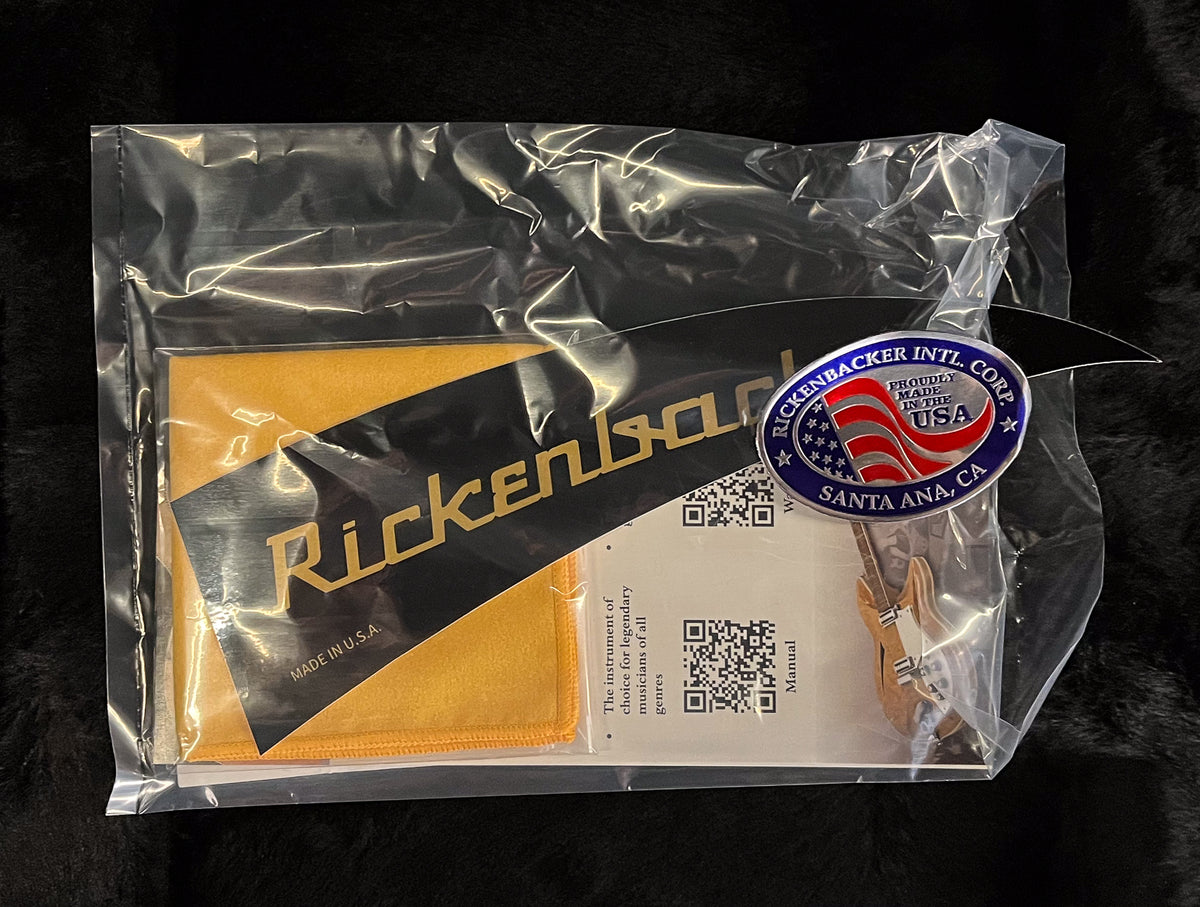 Rickenbac
MADE IN U.S.A.
RICKENBACKER INTL. CORP.
PROUDLY
MADE
IN THE
USA
SANTA ANA, CA
• The instrument of
choice for legendary
musicians of all
genres
•
Manual